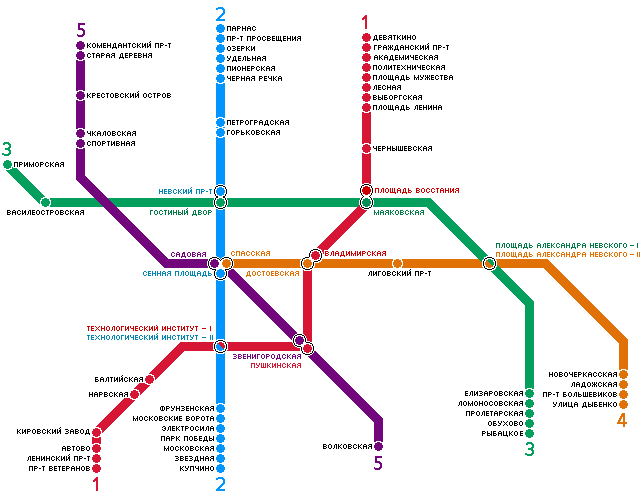 2
ПАРНАС
ПР-Т ПРОСВЕЩЕНИЯ
ОЗЕРКИ
УДЕЛЬНАЯ
ПИОНЕРСКАЯ
ЧЕРНАЯ РЕЧКА
ПЕТРОГРАДСКАЯ
ГОРЬКОВСКАЯ
1
ДЕВЯТКИНО
ГРАЖДАНСКИЙ ПР-Т
АКАДЕМИЧЕСКАЯ
ПОЛИТЕХНИЧЕСКАЯ
ПЛОЩАДЬ МУЖЕСТВА
ЛЕСНАЯ
ВЫБОРГСКАЯ
ПЛОЩАДЬ ЛЕНИНА
ЧЕРНЫШЕВСКАЯ
5
КОМЕНДАНТСКИЙ ПР-Т
СТАРАЯ ДЕРЕВНЯ
КРЕСТОВСКИЙ ОСТРОВ
ЧКАЛОВСКАЯ
СПОРТИВНАЯ
3
ПРИМОРСКАЯ
ВАСИЛЕОСТРОВСКАЯ
НЕВСКИЙ ПР-Т
ГОСТИНЫЙ ДВОР
ПЛОЩАДЬ ВОССТАНИЯ
МАЯКОВСКАЯ
САДОВАЯ
СПАССКАЯ
СЕННАЯ ПЛОЩАДЬ
ДОСТОЕВСКАЯ
ВЛАДИМИРСКАЯ
ЛИГОВСКИЙ ПР-Т
ПЛОЩАДЬ АЛЕКСАНДРА НЕВСКОГО - I
ПЛОЩАДЬ АЛЕКСАНДРА НЕВСКОГО - II
ТЕХНОЛОГИЧЕСКИЙ ИНСТИТУТ - I
ТЕХНОЛОГИЧЕСКИЙ ИНСТИТУТ - II
ЗВЕНИГОРОДСКАЯ
ПУШКИНСКАЯ
БАЛТИЙСКАЯ
НАРВСКАЯ
КИРОВСКИЙ ЗАВОД
АВТОВО
ЛЕНИНСКИЙ ПР-Т
ПР-Т ВЕТЕРАНОВ
1
ФРУНЗЕНСКАЯ
МОСКОВСКИЕ ВОРОТА
ЭЛЕКТРОСИЛА
ПАРК ПОБЕДЫ
МОСКОВСКАЯ
ЗВЕЗДНАЯ
КУПЧИНО
2
ВОЛКОВСКАЯ
5
ЕЛИЗАРОВСКАЯ
ЛОМОНОСОВСКАЯ
ПРОЛЕТАРСКАЯ
ОБУХОВО
РЫБАЦКОЕ
3
НОВОЧЕРКАССКАЯ
ЛАДОЖСКАЯ
ПР-Т БОЛЬШЕВИКОВ
УЛИЦА ДЫБЕНКО
4